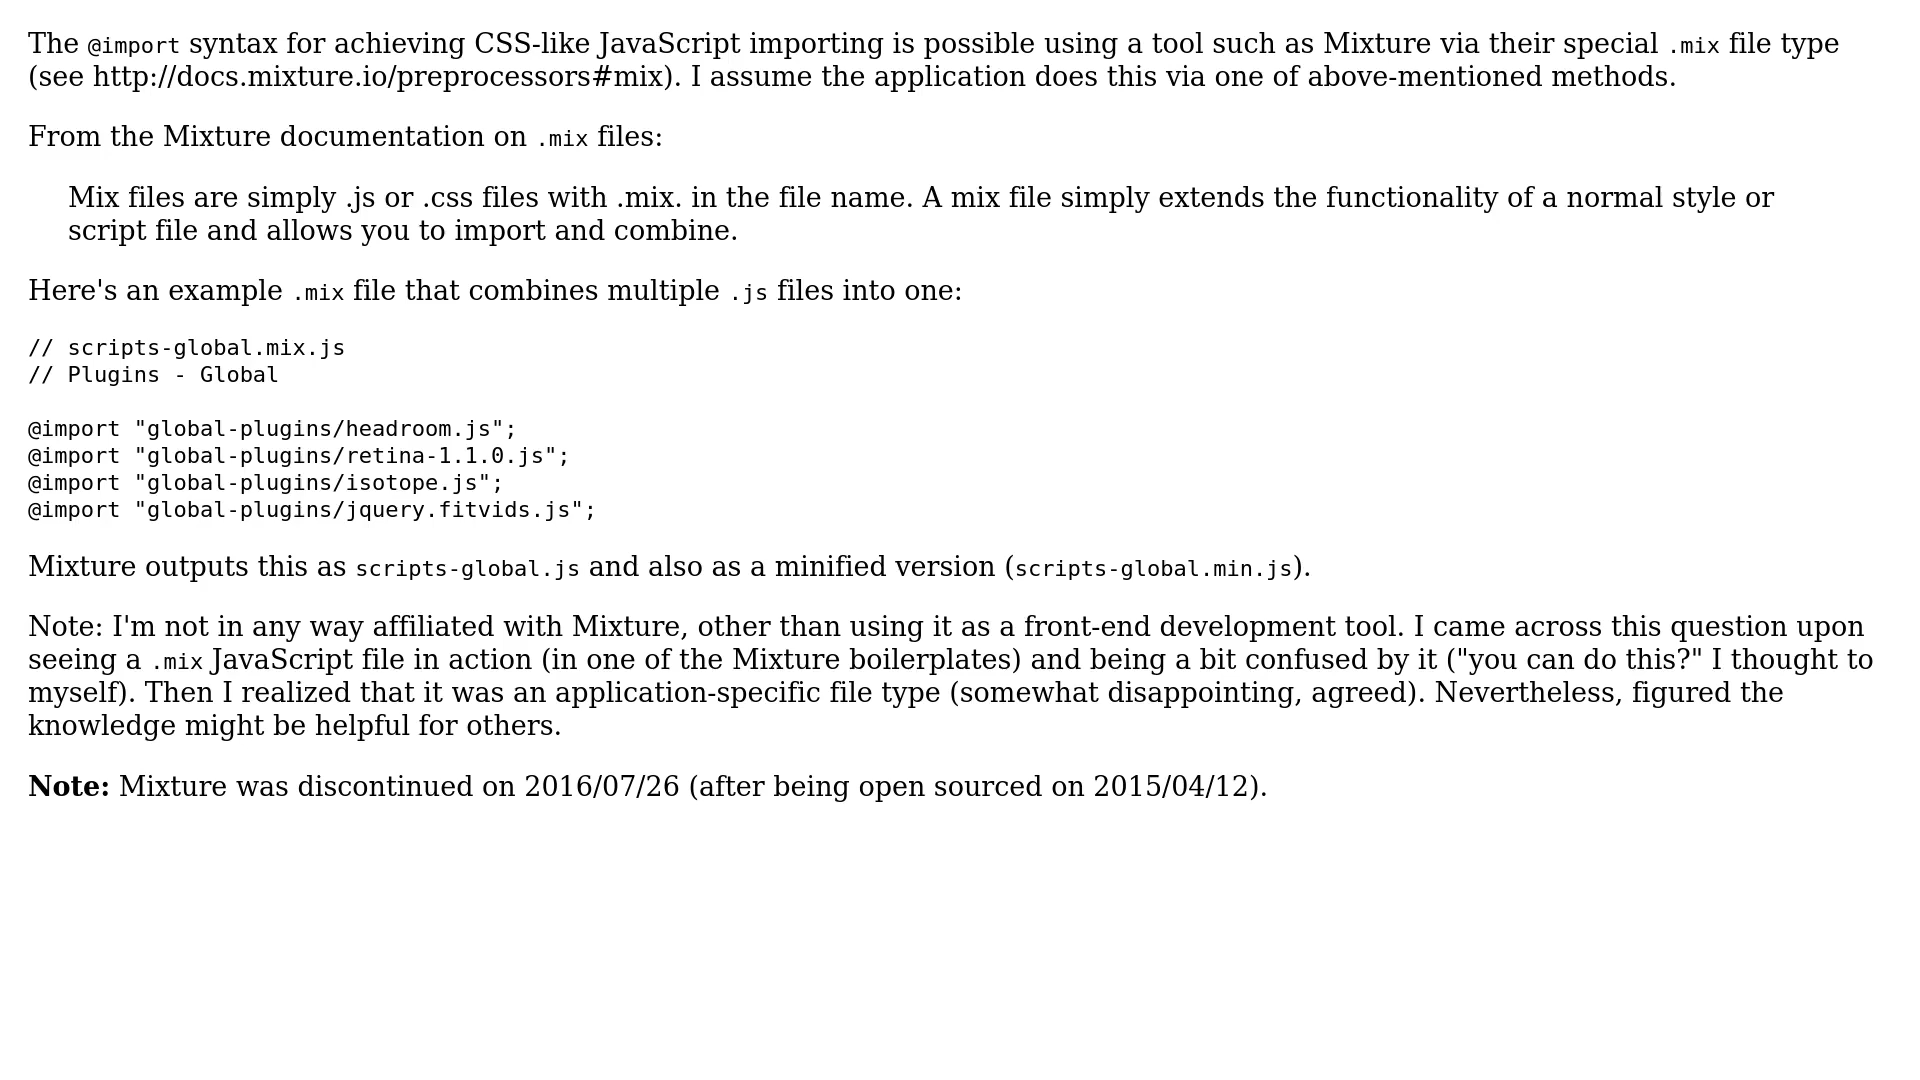 The @import syntax for achieving CSS-like JavaScript importing is possible using a tool such as Mixture via their special .mix file type
(see http://docs.mixture.io/preprocessors#mix). I assume the application does this via one of above-mentioned methods.
From the Mixture documentation on .mix files:
Mix files are simply .js or .css files with .mix. in the file name. A mix file simply extends the functionality of a normal style or
script file and allows you to import and combine.
Here's an example .mix file that combines multiple .js files into one:
// scripts-global.mix.js
// Plugins - Global
@import "global-plugins/headroom.js";
@import "global-plugins/retina-1.1.0.js";
@import "global-plugins/isotope.js";
@import "global-plugins/jquery.fitvids.js";
Mixture outputs this as scripts-global.js and also as a minified version (scripts-global.min.js).
Note: I'm not in any way affiliated with Mixture, other than using it as a front-end development tool. I came across this question upon
seeing a .mix JavaScript file in action (in one of the Mixture boilerplates) and being a bit confused by it ("you can do this?" I thought to
myself). Then I realized that it was an application-specific file type (somewhat disappointing, agreed). Nevertheless, figured the
knowledge might be helpful for others.
Note: Mixture was discontinued on 2016/07/26 (after being open sourced on 2015/04/12).